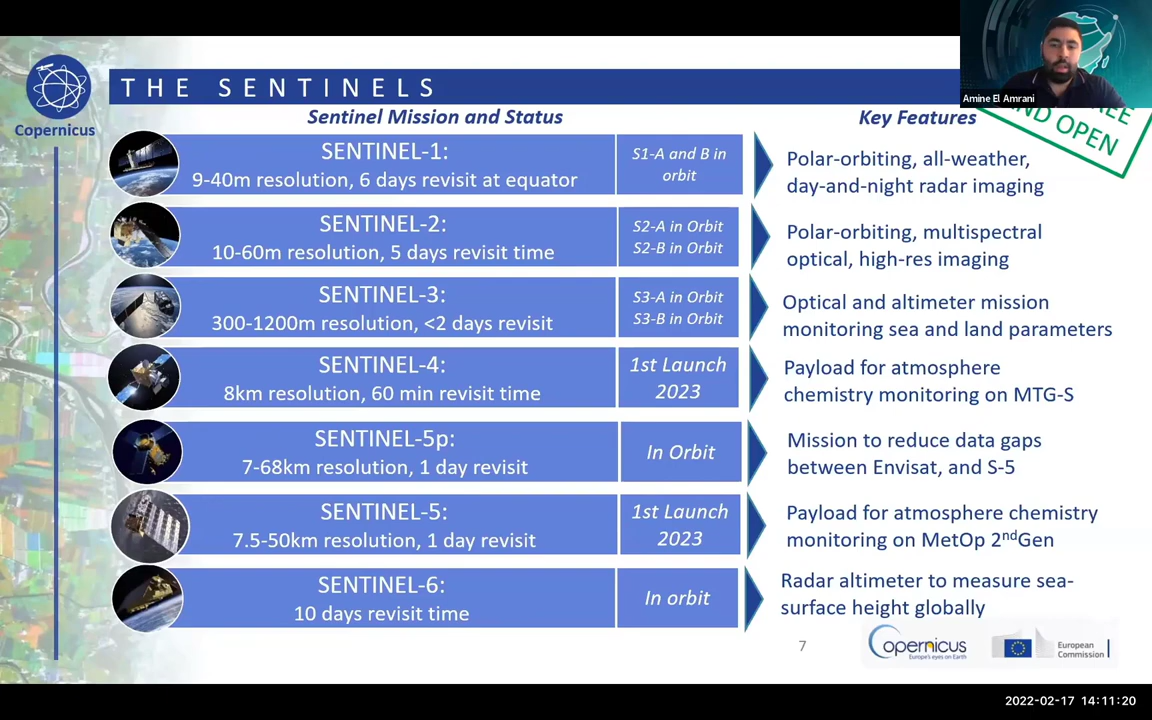 Amine El Amrani
THE SENTINELS
Copernicus
Sentinel Mission and Status
Key Features
AND OPEN
SENTINEL-1:
9-40m resolution, 6 days revisit at equator
S1-A and B in
orbit
Polar-orbiting, all-weather,
day-and-night radar imaging
SENTINEL-2:
10-60m resolution, 5 days revisit time
S2-A in Orbit
S2-B in Orbit
Polar-orbiting, multispectral
optical, high-res imaging
SENTINEL-3:
300-1200m resolution, <2 days revisit
S3-A in Orbit
S3-B in Orbit
Optical and altimeter mission
monitoring sea and land parameters
SENTINEL-4:
8km resolution, 60 min revisit time
1st Launch
2023
Payload for atmosphere
chemistry monitoring on MTG-S
SENTINEL-5p:
7-68km resolution, 1 day revisit
In Orbit
Mission to reduce data gaps
between Envisat, and S-5
SENTINEL-5:
7.5-50km resolution, 1 day revisit
1st Launch
2023
Payload for atmosphere chemistry
monitoring on MetOp 2ndGen
SENTINEL-6:
10 days revisit time
In orbit
Radar altimeter to measure sea-
surface height globally
7
opernicus
Europe's eyes on Earth
European
Commission
2022-02-17 14:11:20